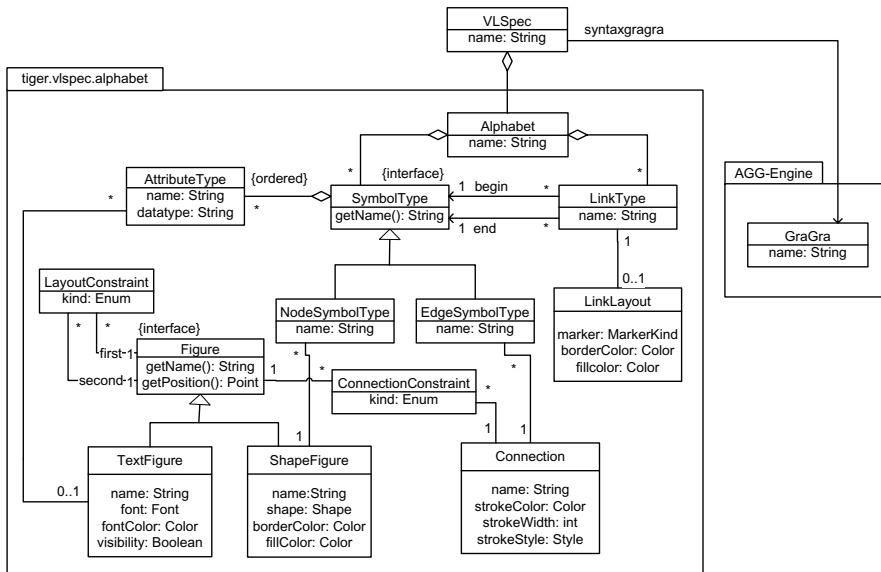 VLSpec
name: String
syntaxgragra
tiger.vlspec.alphabet
Alphabet
name: String
*
*
{interface}
{ordered}
AttributeType
name: String
datatype: String
*
*
SymbolType
getName(): String
1 begin *
1 end *
LinkType
name: String
1
0..1
AGG-Engine
GraGra
name: String
LinkLayout
marker: MarkerKind
borderColor: Color
fillcolor: Color
NodeSymbolType
name: String
*
EdgeSymbolType
name: String
*
LayoutConstraint
kind: Enum
* *
first 1
second 1
{interface}
Figure
getName(): String
getPosition(): Point
1 *
ConnectionConstraint
kind: Enum
*
1
1 1
0..1
TextFigure
name: String
font: Font
fontColor: Color
visibility: Boolean
ShapeFigure
name:String
shape: Shape
borderColor: Color
fillColor: Color
Connection
name: String
strokeColor: Color
strokeWidth: int
strokeStyle: Style